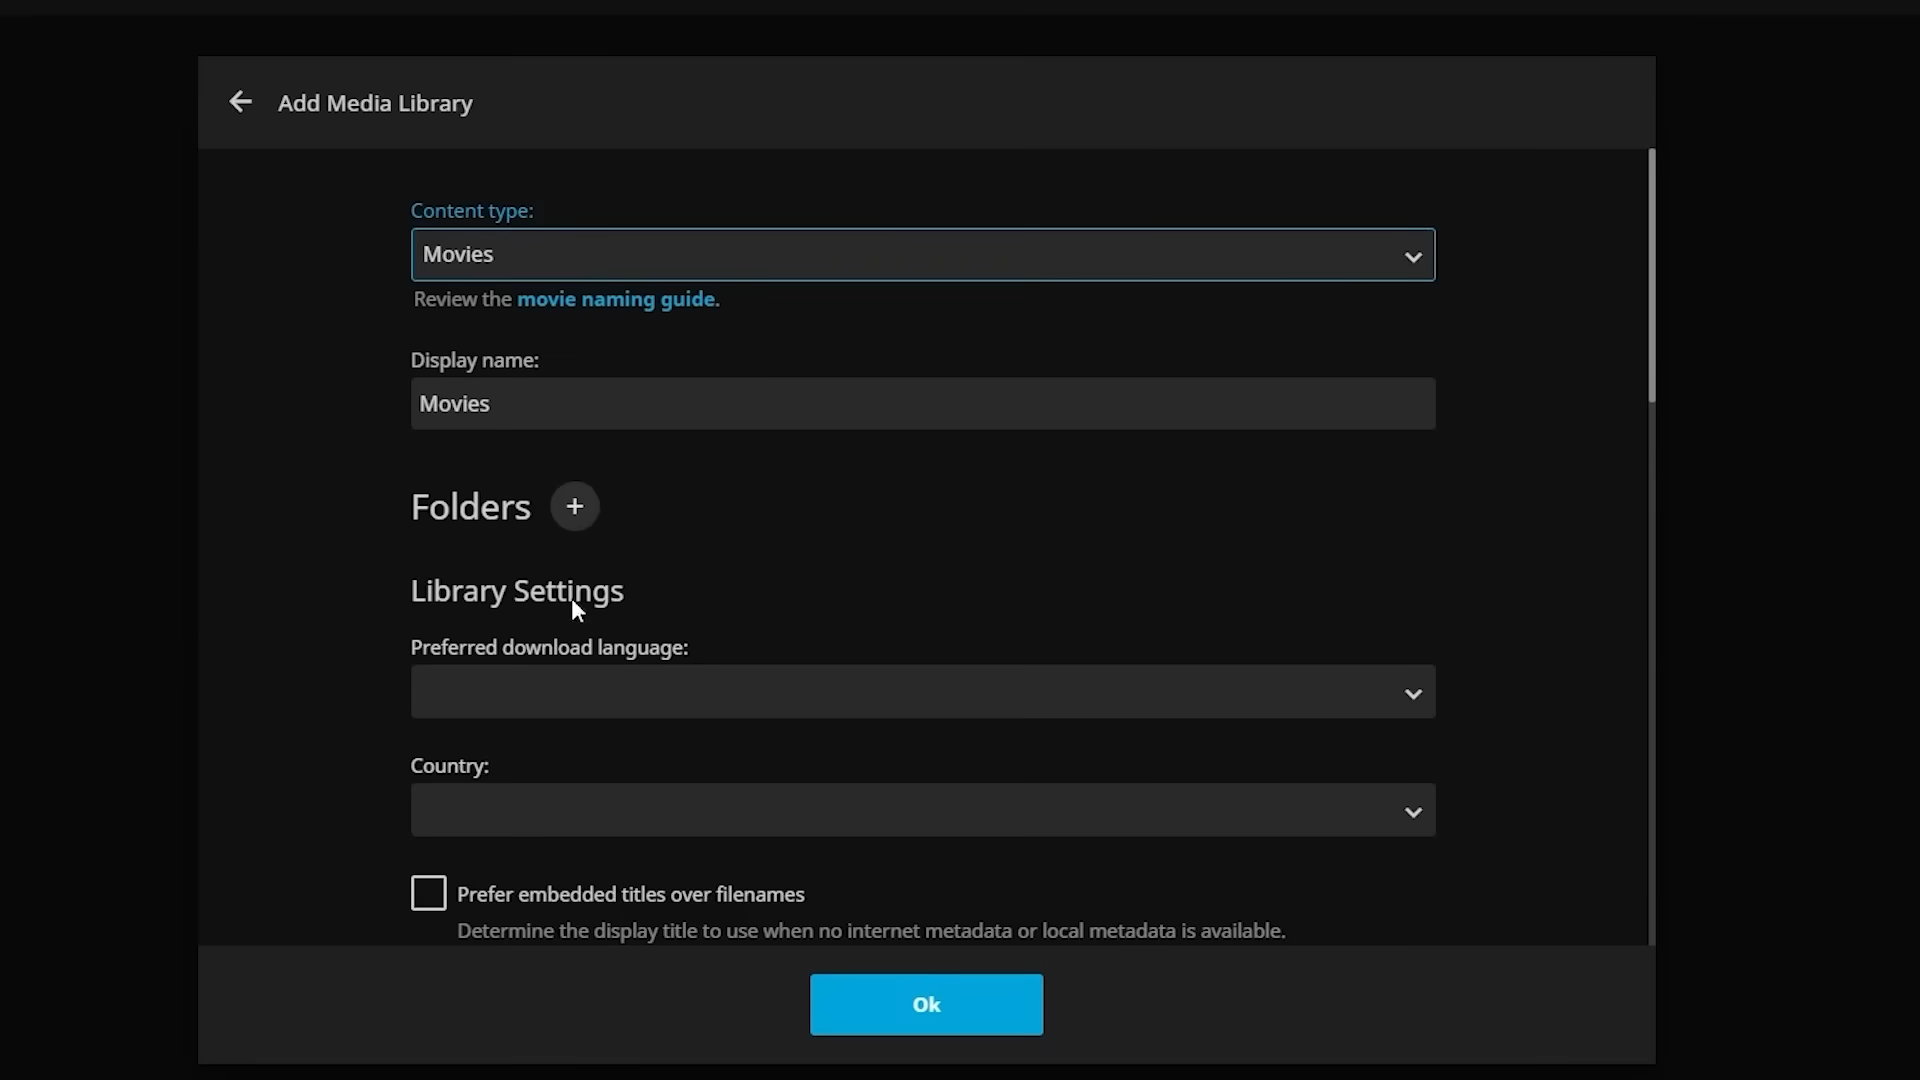 Add Media Library
Content type:
Movies
Review the movie naming guide.
Display name:
Movies
Folders +
Library Settings
Preferred download language:
Country:
Prefer embedded titles over filenames
Determine the display title to use when no internet metadata or local metadata is available.
Ok